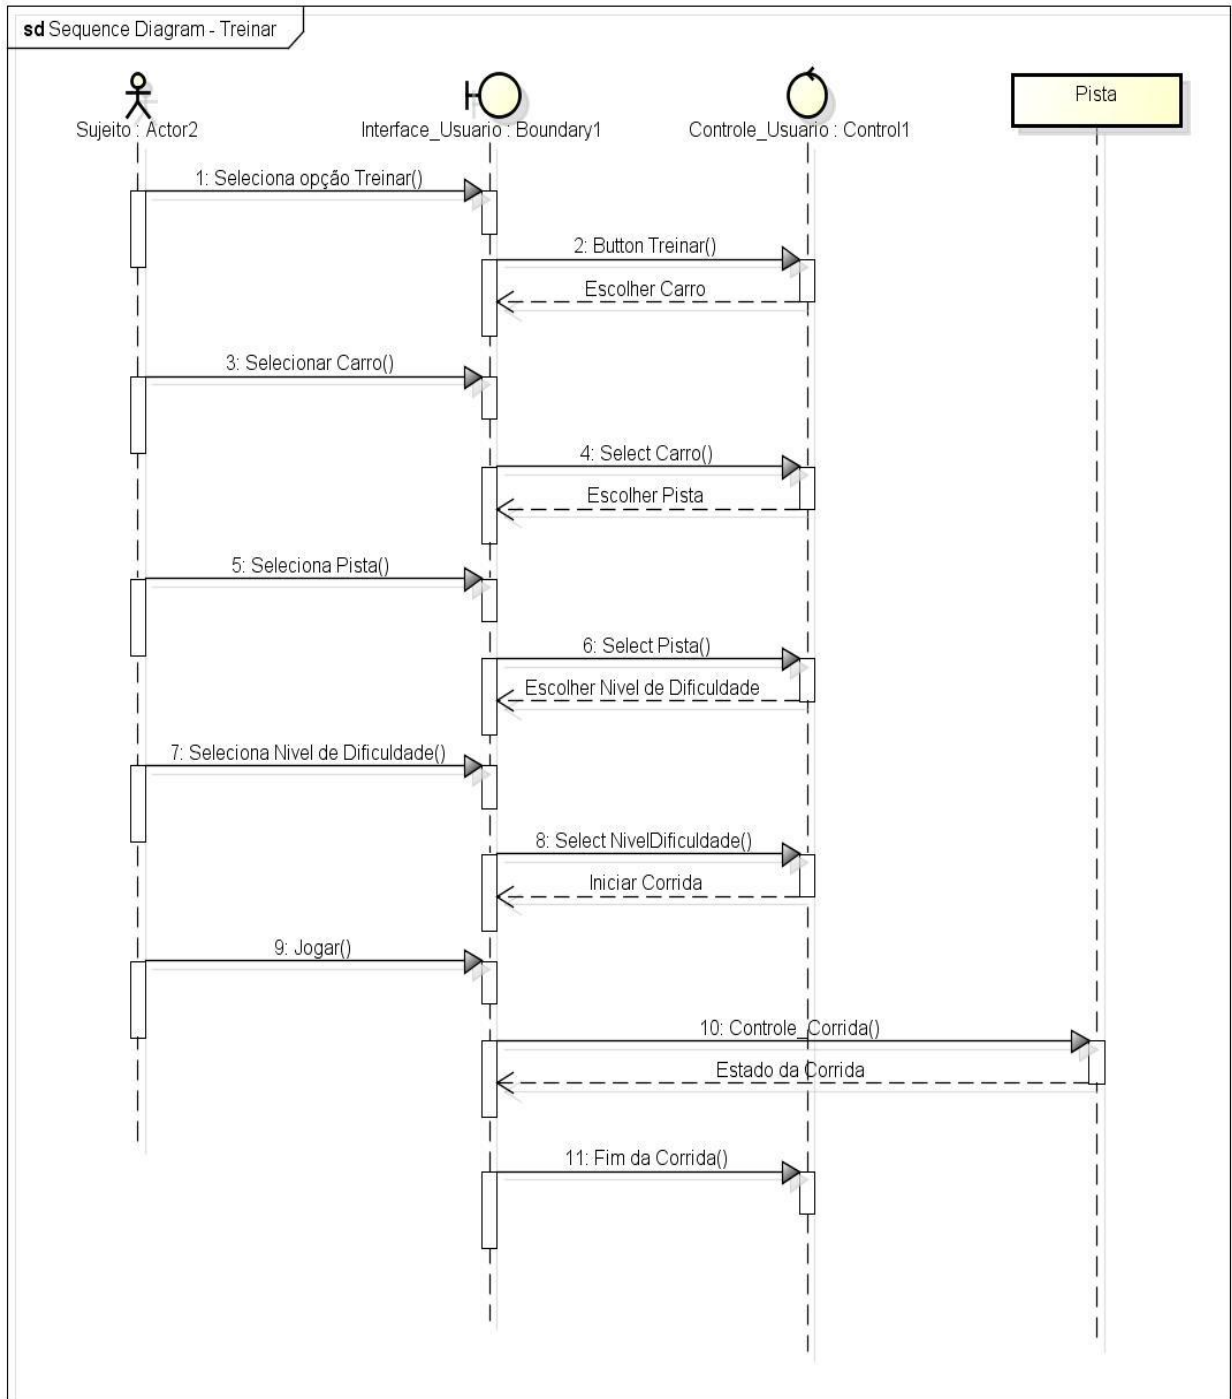 sd Sequence Diagram - Treinar
Sujeito : Actor2
Interface_Usuario : Boundary1
Controle_Usuario : Control1
Pista
1: Seleciona opção Treinar()
2: Button Treinar()
Escolher Carro
3: Selecionar Carro()
4: Select Carro()
Escolher Pista
5: Seleciona Pista()
6: Select Pista()
Escolher Nivel de Dificuldade
7: Seleciona Nivel de Dificuldade()
8: Select NivelDificuldade()
Iniciar Corrida
9: Jogar()
10: Controle_Corrida()
Estado da Corrida
11: Fim da Corrida()